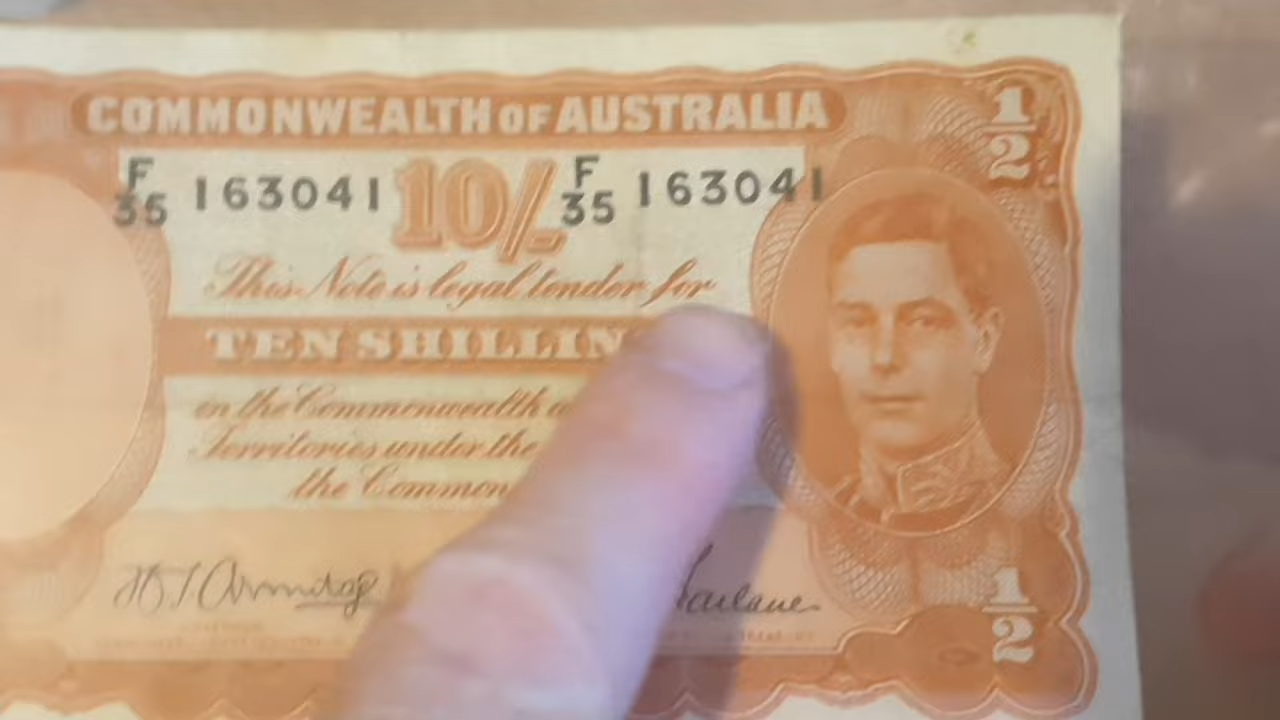 COMMONWEALTH OF AUSTRALIA
1/2
F/35 163041 10/- F/35 163041
This Note is legal tender for
TEN SHILLIN
in the Commonwealth
Territories under the
the Common
H.T. Armitage
1/2